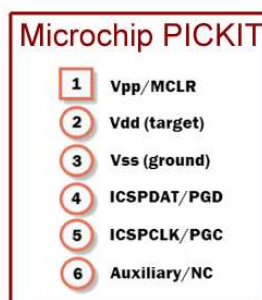 Microchip PICKIT
1 Vpp/MCLR
2 Vdd (target)
3 Vss (ground)
4 ICSPDAT/PGD
5 ICSPCLK/PGC
6 Auxiliary/NC